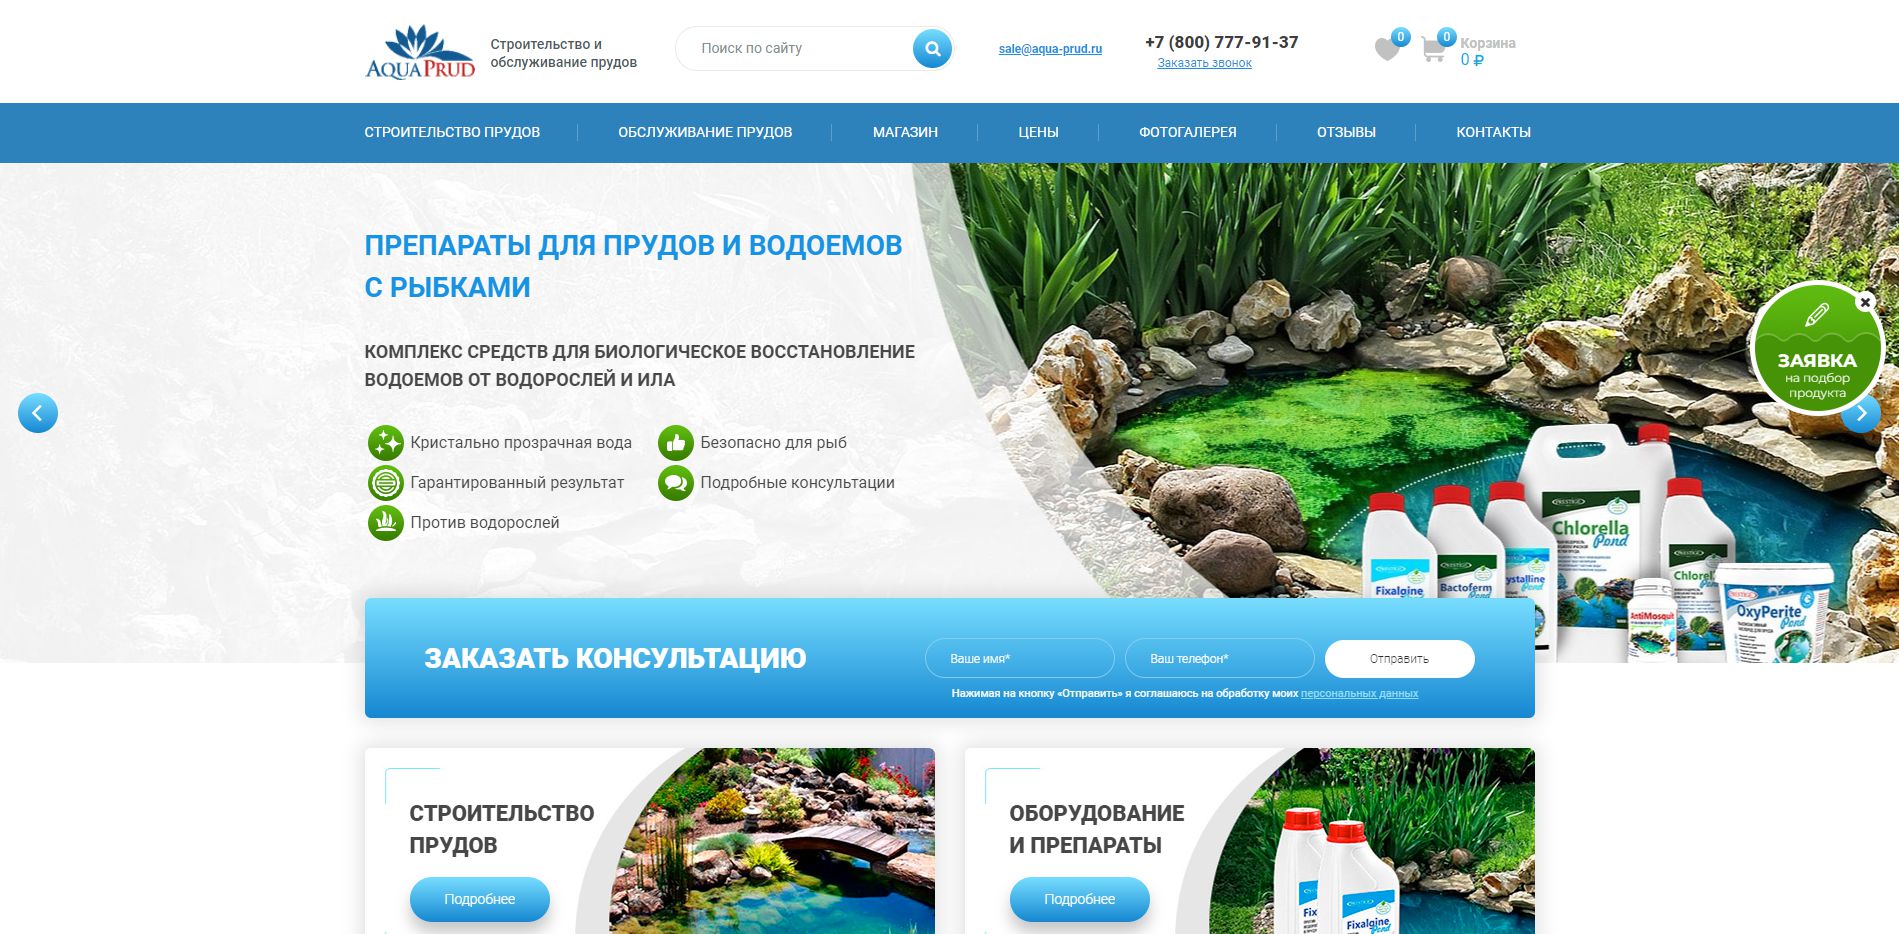 AQUAPRUD
Строительство и
обслуживание прудов
Поиск по сайту
sale@aqua-prud.ru
+7 (800) 777-91-37
Заказать звонок
0
0
Корзина
0 ₽
СТРОИТЕЛЬСТВО ПРУДОВ
ОБСЛУЖИВАНИЕ ПРУДОВ
МАГАЗИН
ЦЕНЫ
ФОТОГАЛЕРЕЯ
ОТЗЫВЫ
КОНТАКТЫ
ПРЕПАРАТЫ ДЛЯ ПРУДОВ И ВОДОЕМОВ
С РЫБКАМИ
КОМПЛЕКС СРЕДСТВ ДЛЯ БИОЛОГИЧЕСКОЕ ВОССТАНОВЛЕНИЕ
ВОДОЕМОВ ОТ ВОДОРОСЛЕЙ И ИЛА
Кристально прозрачная вода
Безопасно для рыб
Гарантированный результат
Подробные консультации
Против водорослей
ЗАЯВКА
на подбор
продукта
PRESTIGE
Chlorella
Pond
Fixalgine
Bactoferm
Pond
ystalline
Pond
Chlorel
AntiMosquit
OxyPerite
Pond
ЗАКАЗАТЬ КОНСУЛЬТАЦИЮ
Ваше имя*
Ваш телефон*
Отправить
Нажимая на кнопку «Отправить» я соглашаюсь на обработку моих персональных данных
СТРОИТЕЛЬСТВО
ПРУДОВ
Подробнее
ОБОРУДОВАНИЕ
И ПРЕПАРАТЫ
Подробнее
Fix
Fixalgine
Pond